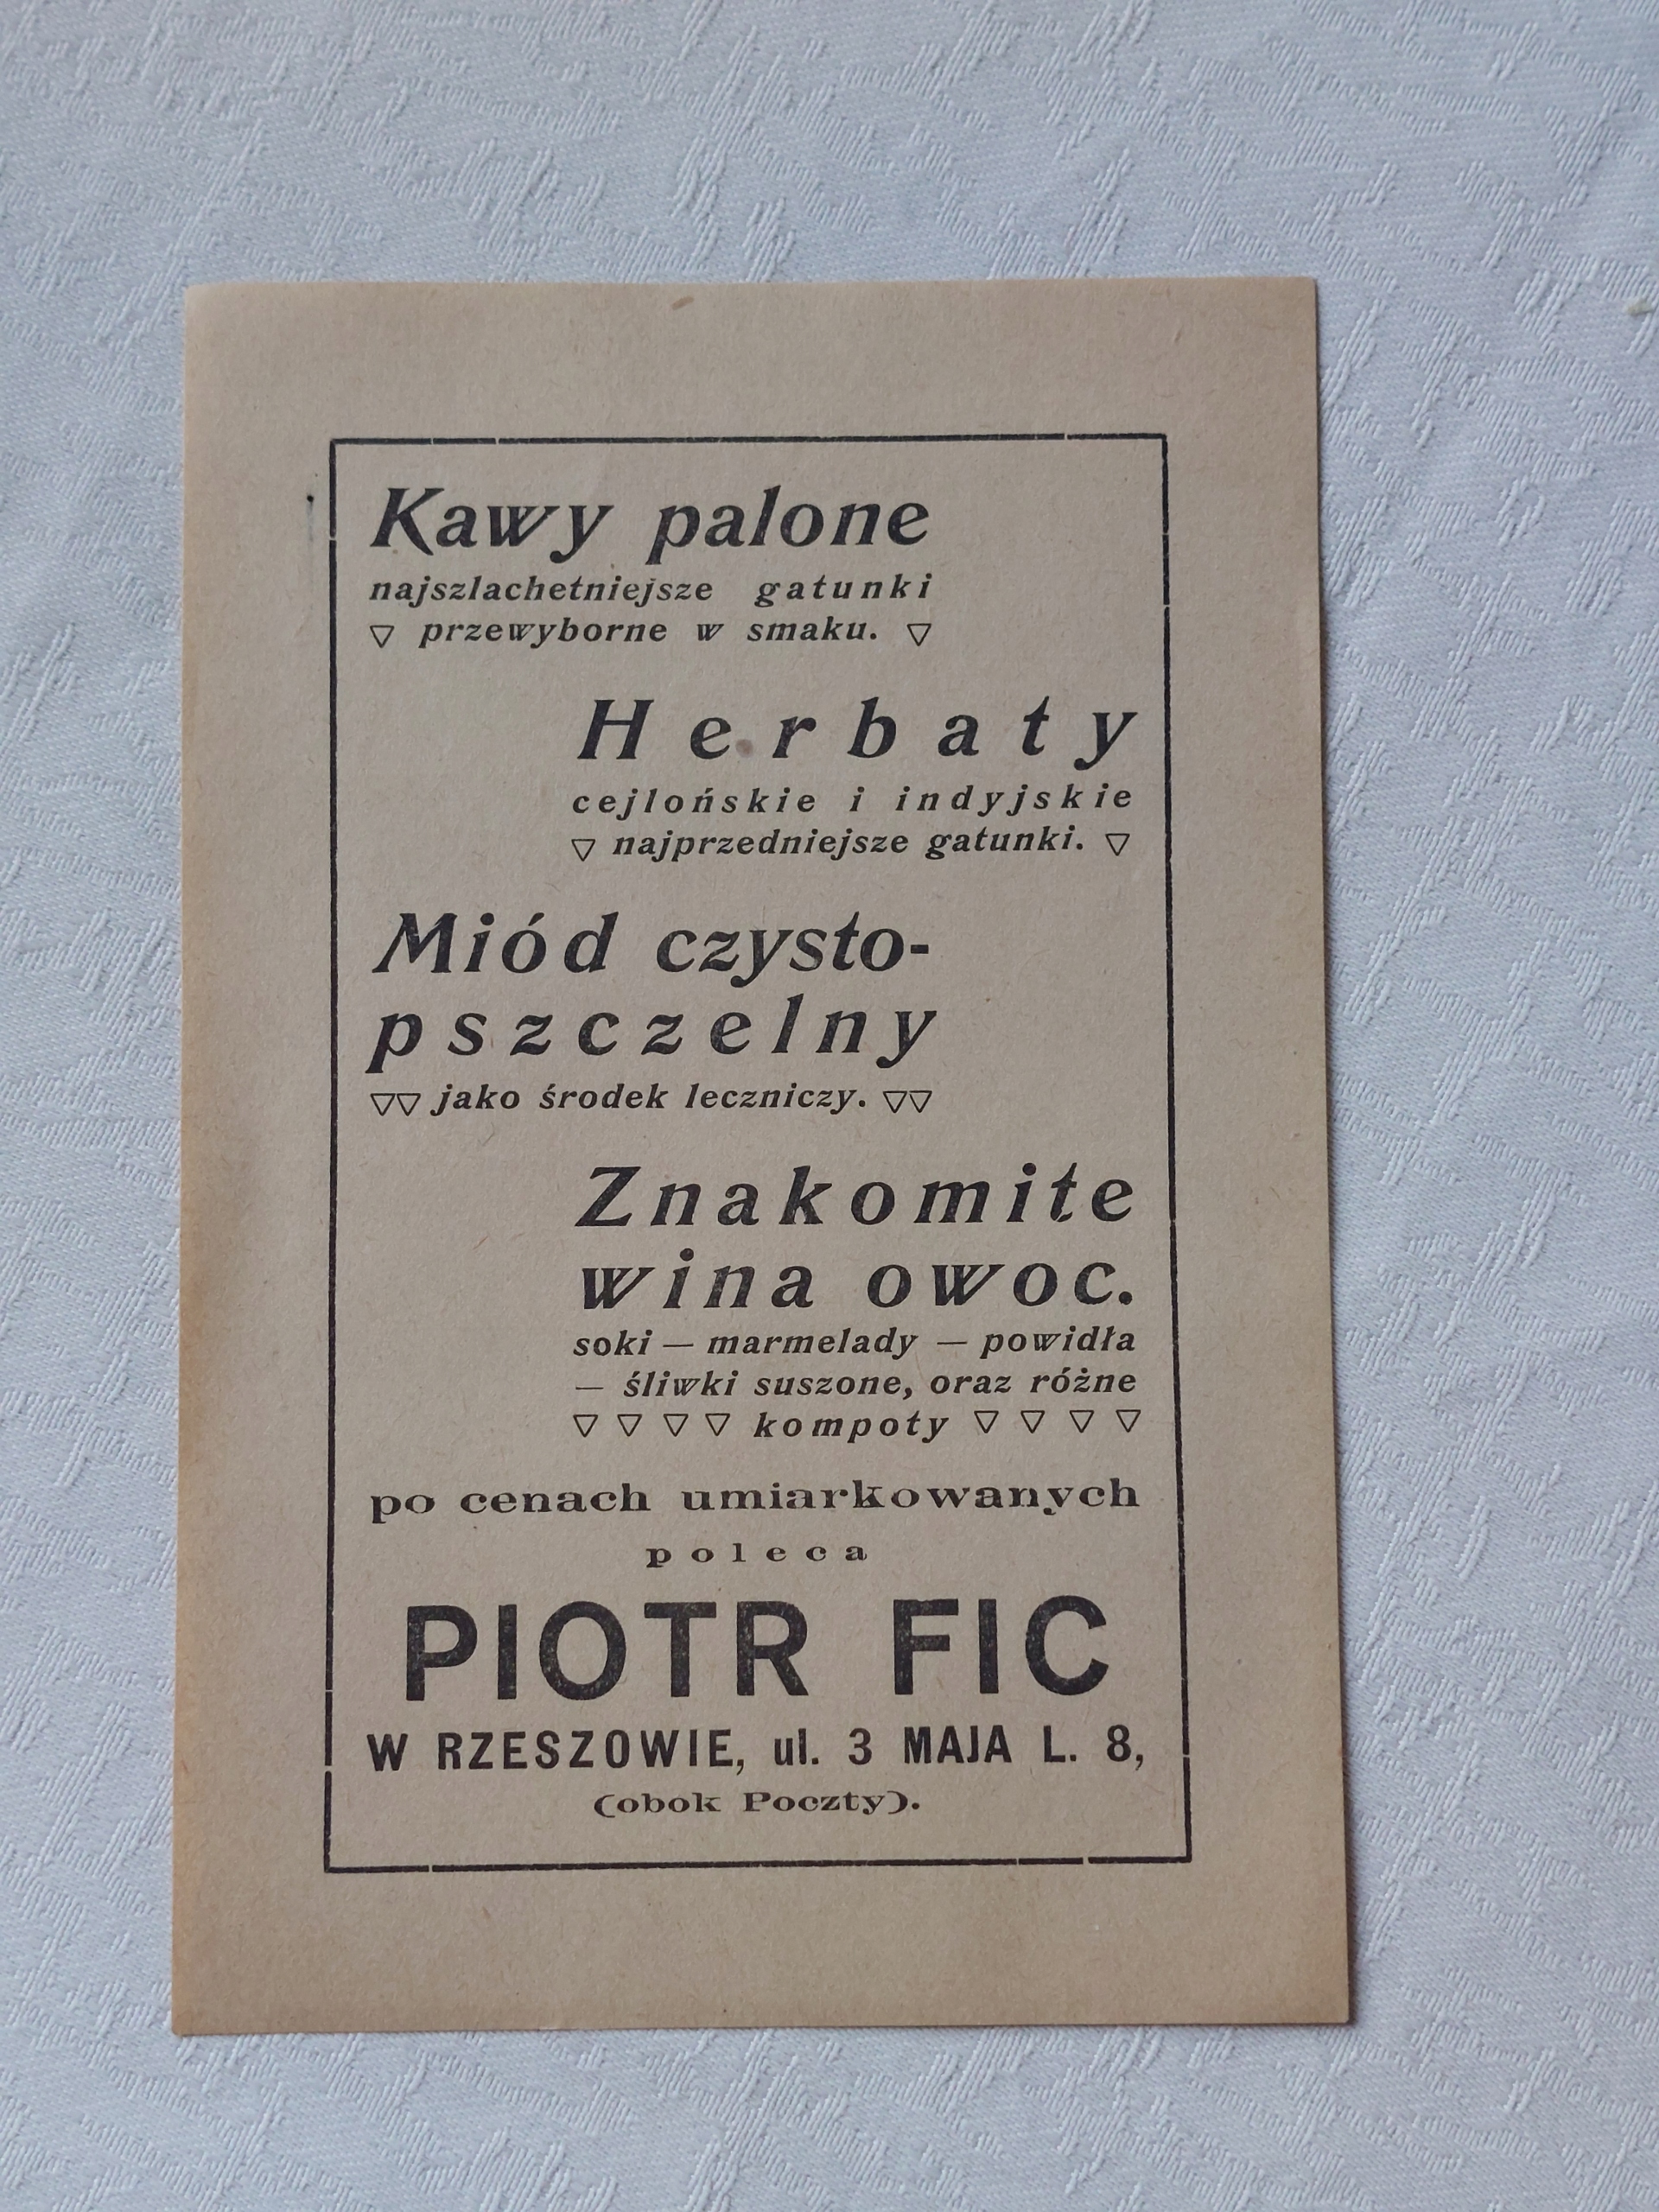 Kawy palone
najszlachetniejsze gatunki
▽ przewyborne w smaku. ▽
Herbaty
cejlońskie i indyjskie
▽ najprzedniejsze gatunki. ▽
Miód czysto-
pszczelny
▽▽ jako środek leczniczy. ▽▽
Znakomite
wina owoc.
soki — marmelady — powidła
— śliwki suszone, oraz różne
▽ ▽ ▽ ▽ kompoty ▽ ▽ ▽ ▽
po cenach umiarkowanych
poleca
PIOTR FIC
W RZESZOWIE, ul. 3 MAJA L. 8,
(obok Poczty).